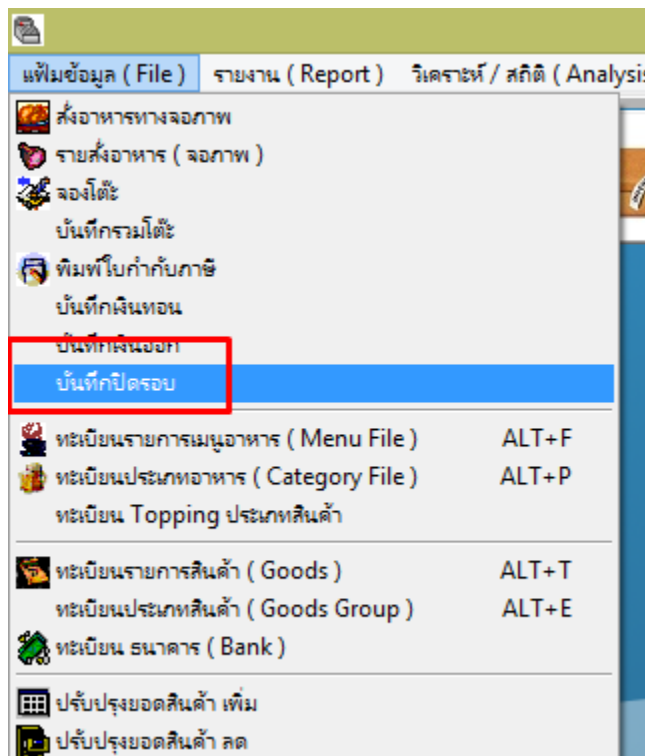 แฟ้มข้อมูล ( File ) รายงาน ( Report ) วิเคราะห์ / สถิติ ( Analysis
สั่งอาหารทางจอภาพ
รายสั่งอาหาร ( จอภาพ )
จองโต๊ะ
บันทึกรวมโต๊ะ
พิมพ์ใบกำกับภาษี
บันทึกเงินทอน
บันทึกเงินออก
บันทึกปิดรอบ
ทะเบียนรายการเมนูอาหาร ( Menu File ) ALT+F
ทะเบียนประเภทอาหาร ( Category File ) ALT+P
ทะเบียน Topping ประเภทสินค้า
ทะเบียนรายการสินค้า ( Goods ) ALT+T
ทะเบียนประเภทสินค้า ( Goods Group ) ALT+E
ทะเบียน ธนาคาร ( Bank )
ปรับปรุงยอดสินค้า เพิ่ม
ปรับปรุงยอดสินค้า ลด